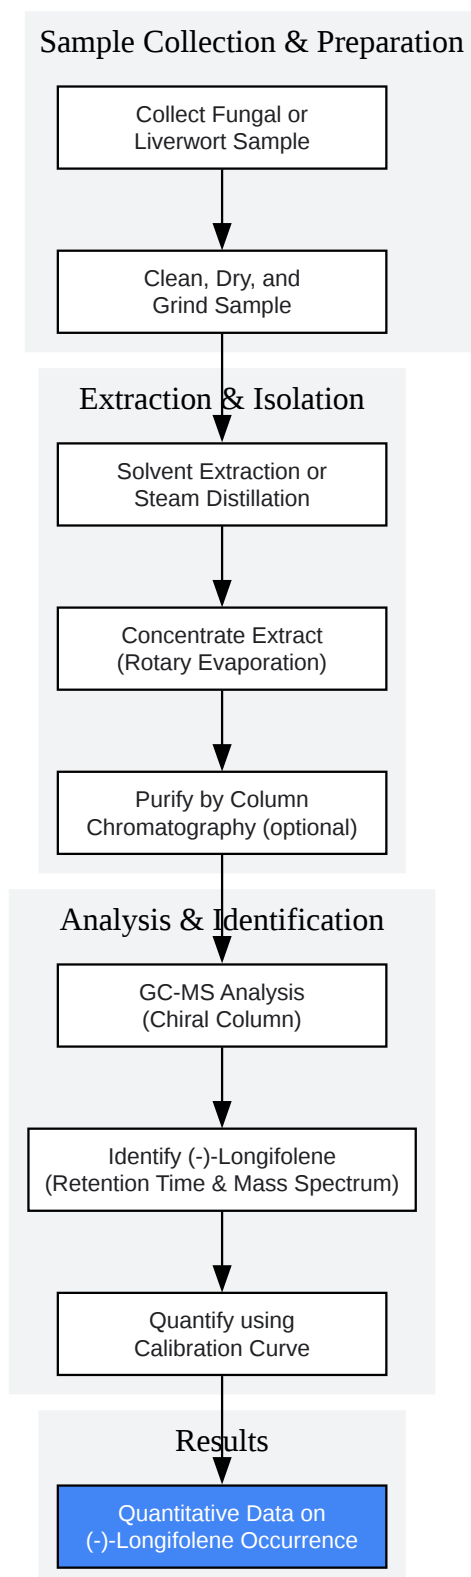 Sample Collection & Preparation
Collect Fungal or
Liverwort Sample
Clean, Dry, and
Grind Sample
Extraction & Isolation
Solvent Extraction or
Steam Distillation
Concentrate Extract
(Rotary Evaporation)
Purify by Column
Chromatography (optional)
Analysis & Identification
GC-MS Analysis
(Chiral Column)
Identify (-)-Longifolene
(Retention Time & Mass Spectrum)
Quantify using
Calibration Curve
Results
Quantitative Data on
(-)-Longifolene Occurrence